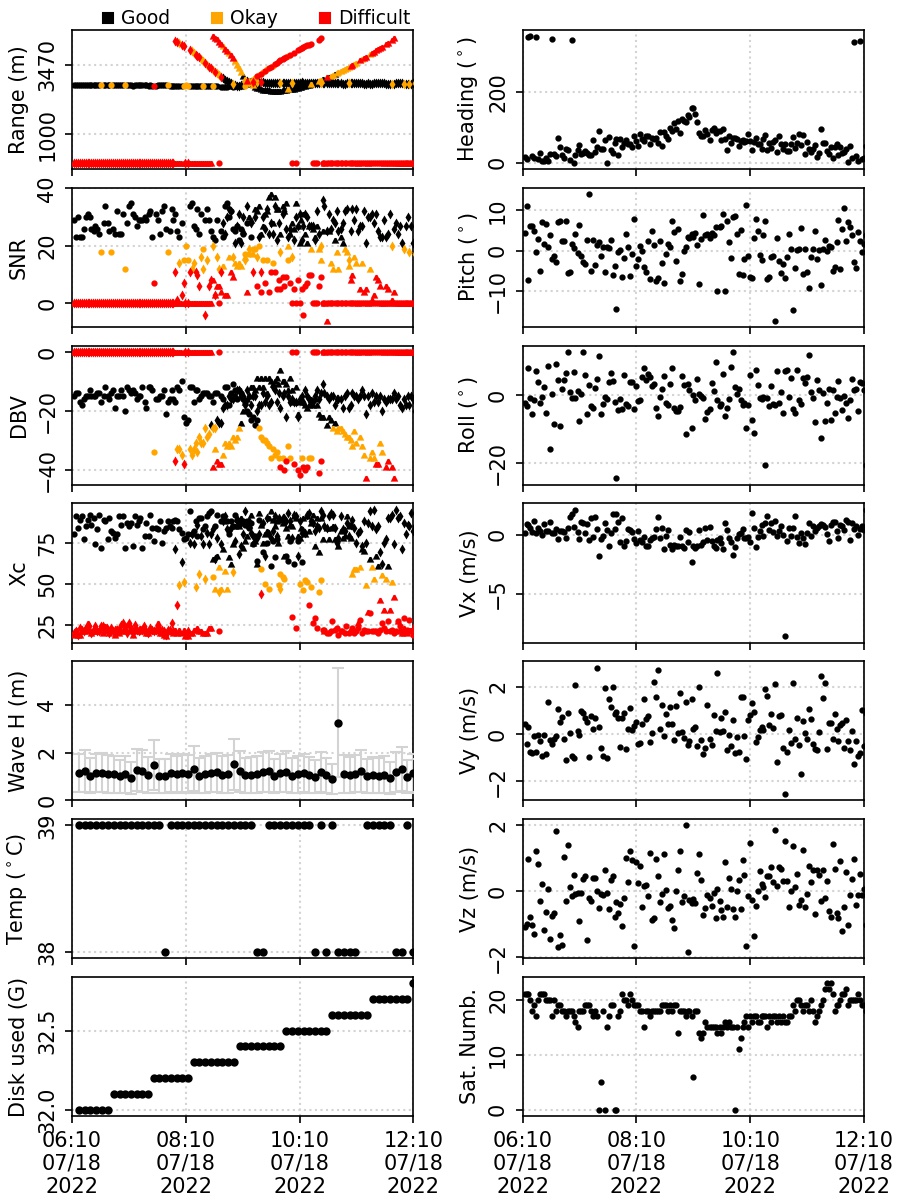 Good Okay Difficult
Range (m)
3470
1000
Heading (°)
200
0
SNR
40
20
0
Pitch (°)
10
0
−10
DBV
0
−20
−40
Roll (°)
0
−20
Xc
75
50
25
Vx (m/s)
0
−5
Wave H (m)
4
2
0
Vy (m/s)
2
0
−2
Temp (°C)
39
38
Vz (m/s)
2
0
−2
Disk used (G)
32.5
32.0
Sat. Numb.
20
10
0
06:10 08:10 10:10 12:10
07/18 07/18 07/18 07/18
2022 2022 2022 2022
06:10 08:10 10:10 12:10
07/18 07/18 07/18 07/18
2022 2022 2022 2022